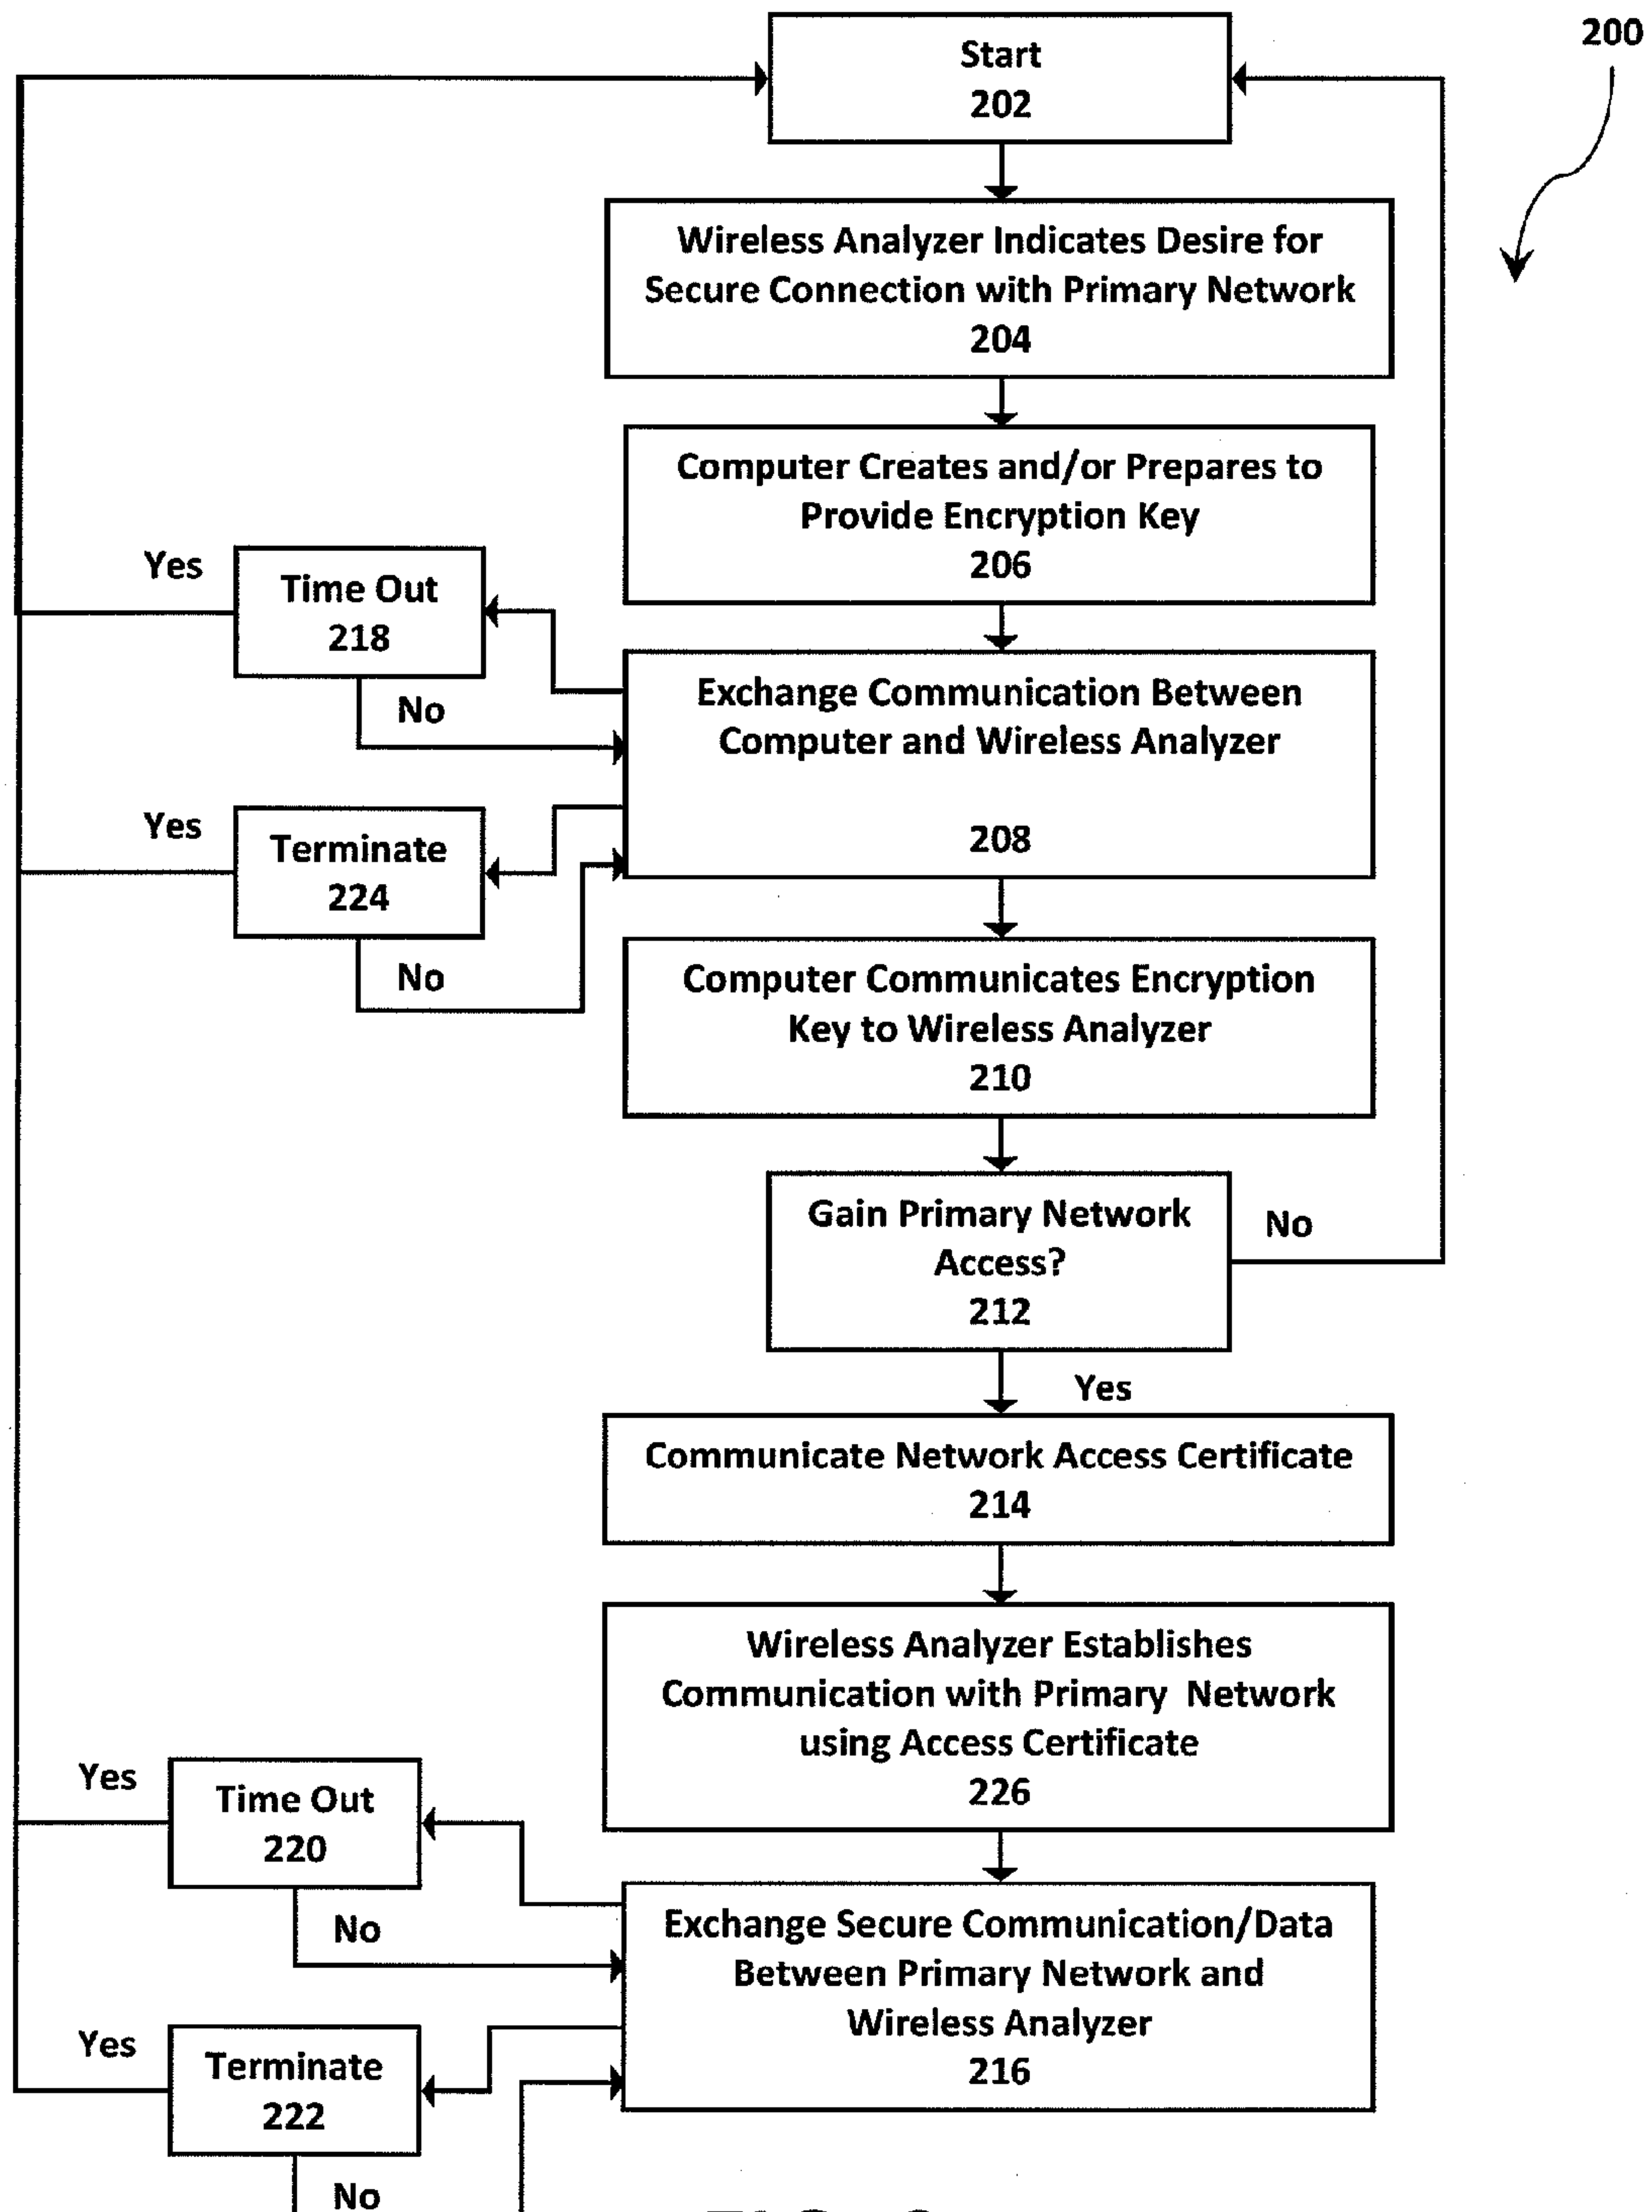 200
Start
202
Wireless Analyzer Indicates Desire for
Secure Connection with Primary Network
204
Computer Creates and/or Prepares to
Provide Encryption Key
206
Yes
Time Out
218
No
Exchange Communication Between
Computer and Wireless Analyzer
208
Yes
Terminate
224
No
Computer Communicates Encryption
Key to Wireless Analyzer
210
Gain Primary Network
Access?
212
No
Yes
Communicate Network Access Certificate
214
Wireless Analyzer Establishes
Communication with Primary Network
using Access Certificate
226
Yes
Time Out
220
No
Exchange Secure Communication/Data
Between Primary Network and
Wireless Analyzer
216
Yes
Terminate
222
No